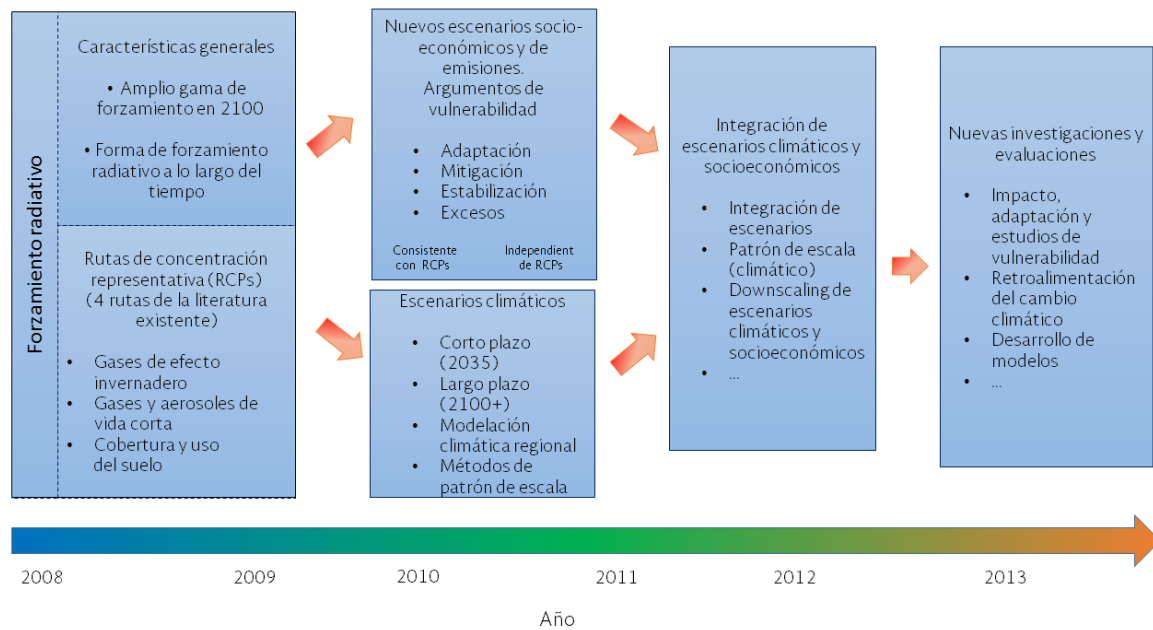 Forzamiento radiativo
Características generales
• Amplio gama de
forzamiento en 2100
• Forma de forzamiento
radiativo a lo largo del
tiempo
Rutas de concentración
representativa (RCPs)
(4 rutas de la literatura
existente)
• Gases de efecto
invernadero
• Gases y aerosoles de
vida corta
• Cobertura y uso
del suelo
Nuevos escenarios socio-
económicos y de
emisiones.
Argumentos de
vulnerabilidad
• Adaptación
• Mitigación
• Estabilización
• Excesos
Consistente
con RCPs
Independient
de RCPs
Escenarios climáticos
• Corto plazo
(2035)
• Largo plazo
(2100+)
• Modelación
climática regional
• Métodos de
patrón de escala
Integración de
escenarios climáticos y
socioeconómicos
• Integración de
escenarios
• Patrón de escala
(climático)
• Downscaling de
escenarios
climáticos y
socioeconómicos
• ...
Nuevas investigaciones y
evaluaciones
• Impacto,
adaptación y
estudios de
vulnerabilidad
• Retroalimentación
del cambio
climático
• Desarrollo de
modelos
• ...
2008
2009
2010
2011
2012
2013
Año